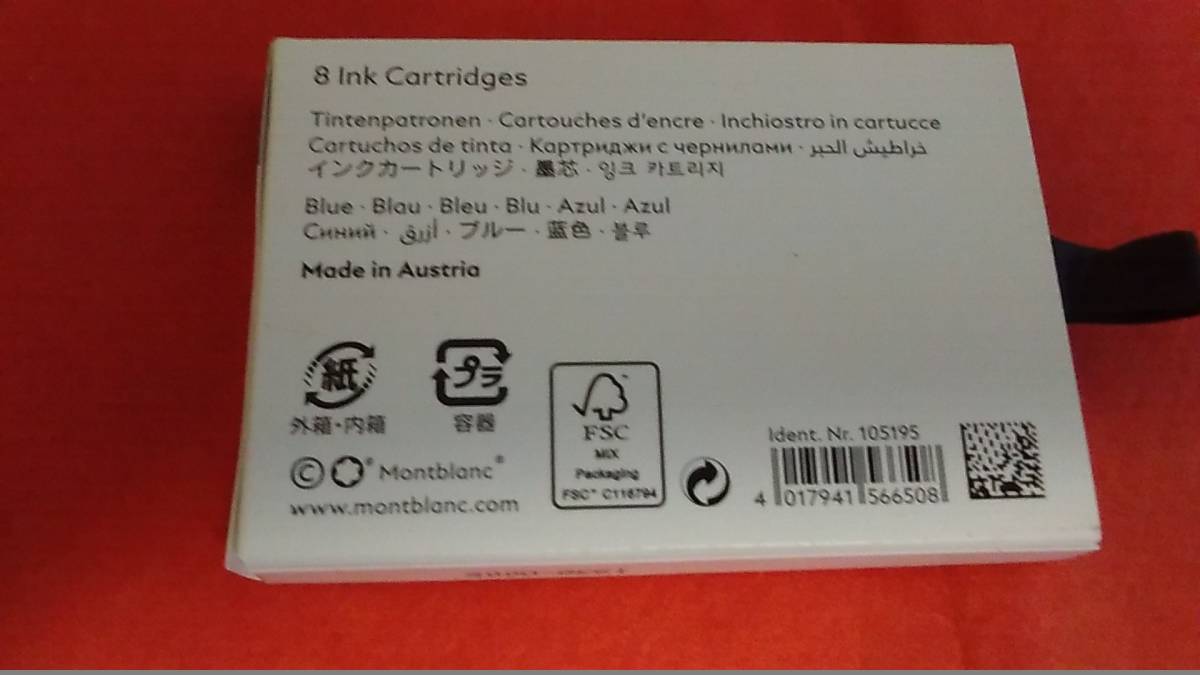 8 Ink Cartridges
Tintenpatronen · Cartouches d'encre · Inchiostro in cartucce
Cartuchos de tinta · Картриджи с чернилами · خراطيش الحبر
インクカートリッジ · 墨芯 · 잉크 카트리지
Blue · Blau · Bleu · Blu · Azul · Azul
Синий · أزرق · ブルー · 蓝色 · 블루
Made in Austria
紙
プラ
外箱・内箱
容器
© ® Montblanc®
www.montblanc.com
FSC
MIX
Packaging
FSC™ C116794
Ident. Nr. 105195
4 017941 566508